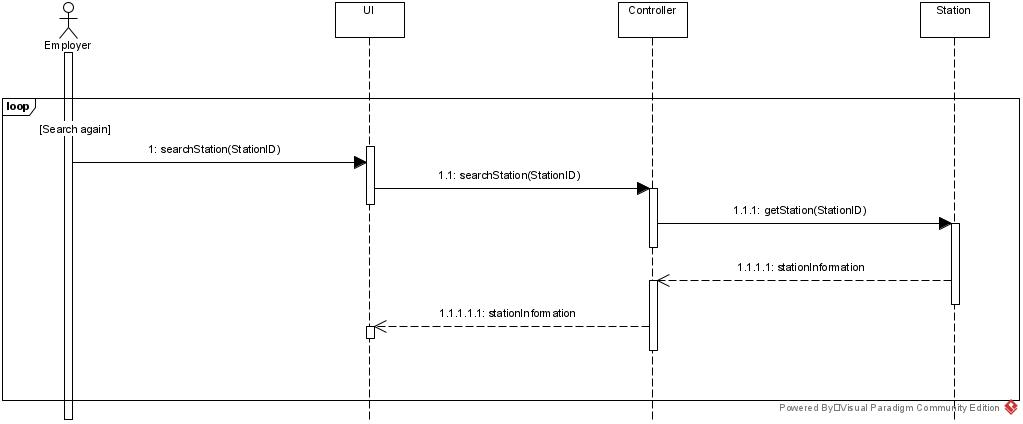 UI
Controller
Station
Employer
loop
[Search again]
1: searchStation(StationID)
1.1: searchStation(StationID)
1.1.1: getStation(StationID)
1.1.1.1: stationInformation
1.1.1.1.1: stationInformation
Powered By□Visual Paradigm Community Edition